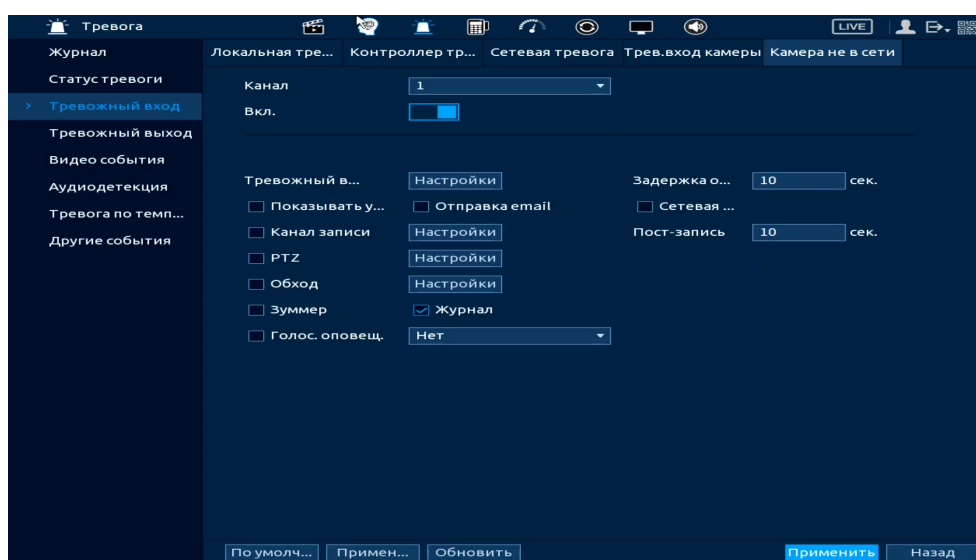 Тревога
LIVE
Журнал
Статус тревоги
> Тревожный вход
Тревожный выход
Видео события
Аудиодетекция
Тревога по темп...
Другие события
Локальная тре... Контроллер тр... Сетевая тревога Трев.вход камеры Камера не в сети
Канал 1
Вкл.
Тревожный в... Настройки Задержка о... 10 сек.
Показывать у... Отправка email Сетевая ...
Канал записи Настройки Пост-запись 10 сек.
PTZ Настройки
Обход Настройки
Зуммер Журнал
Голос. оповещ. Нет
По умолч... Примен... Обновить Применить Назад